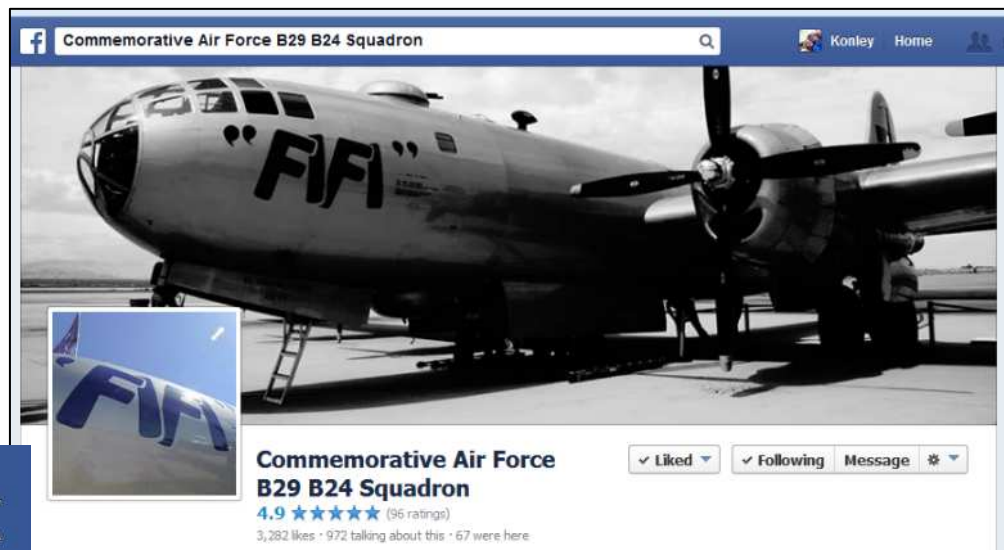 f Commemorative Air Force B29 B24 Squadron Konley Home
"FIFI"
FIFI
Commemorative Air Force
B29 B24 Squadron
✓ Liked ✓ Following Message
4.9 ★★★★★ (96 ratings)
3,282 likes · 972 talking about this · 67 were here